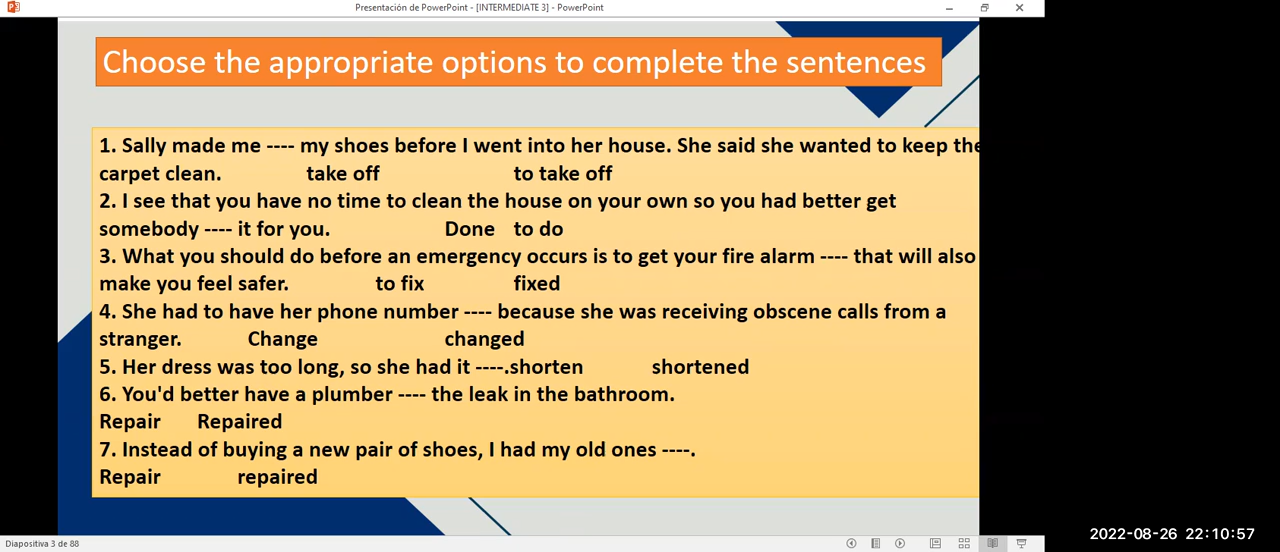 Presentación de PowerPoint - [INTERMEDIATE 3] - PowerPoint
Choose the appropriate options to complete the sentences
1. Sally made me ---- my shoes before I went into her house. She said she wanted to keep the
carpet clean. take off to take off
2. I see that you have no time to clean the house on your own so you had better get
somebody ---- it for you. Done to do
3. What you should do before an emergency occurs is to get your fire alarm ---- that will also
make you feel safer. to fix fixed
4. She had to have her phone number ---- because she was receiving obscene calls from a
stranger. Change changed
5. Her dress was too long, so she had it ----.shorten shortened
6. You'd better have a plumber ---- the leak in the bathroom.
Repair Repaired
7. Instead of buying a new pair of shoes, I had my old ones ----.
Repair repaired
2022-08-26 22:10:57
Diapositiva 3 de 88